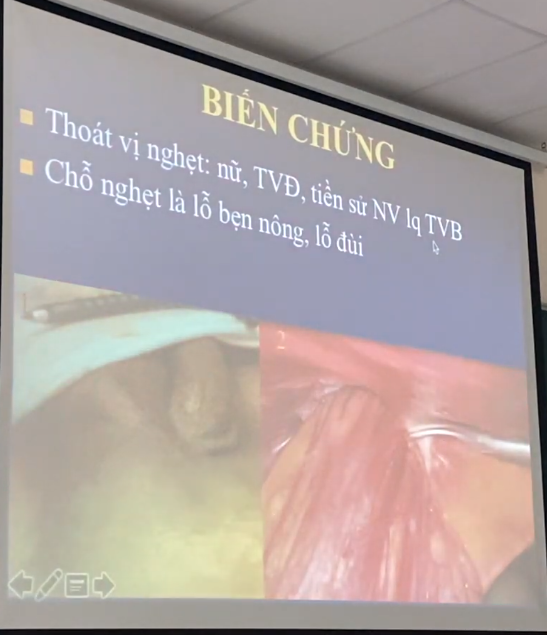 BIẾN CHỨNG
Thoát vị nghẹt: nữ, TVĐ, tiền sử NV lq TVB
Chỗ nghẹt là lỗ bẹn nông, lỗ đùi
2